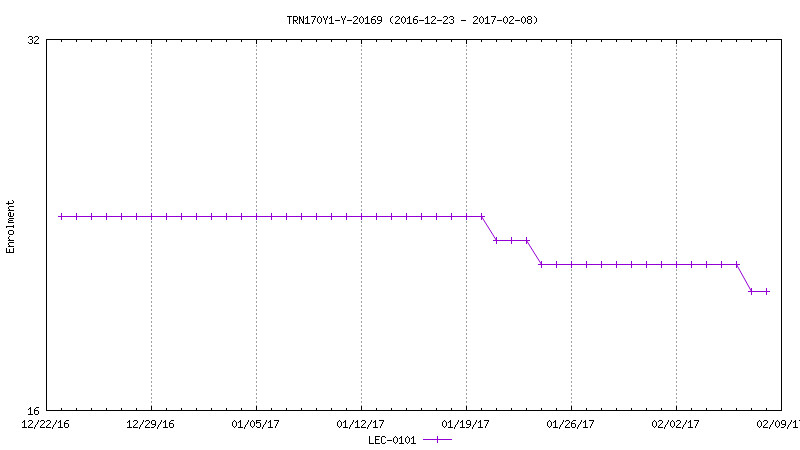 TRN170Y1-Y-20169 (2016-12-23 - 2017-02-08)
32
Enrolment
16
12/22/16 12/29/16 01/05/17 01/12/17 01/19/17 01/26/17 02/02/17 02/09/1
LEC-0101